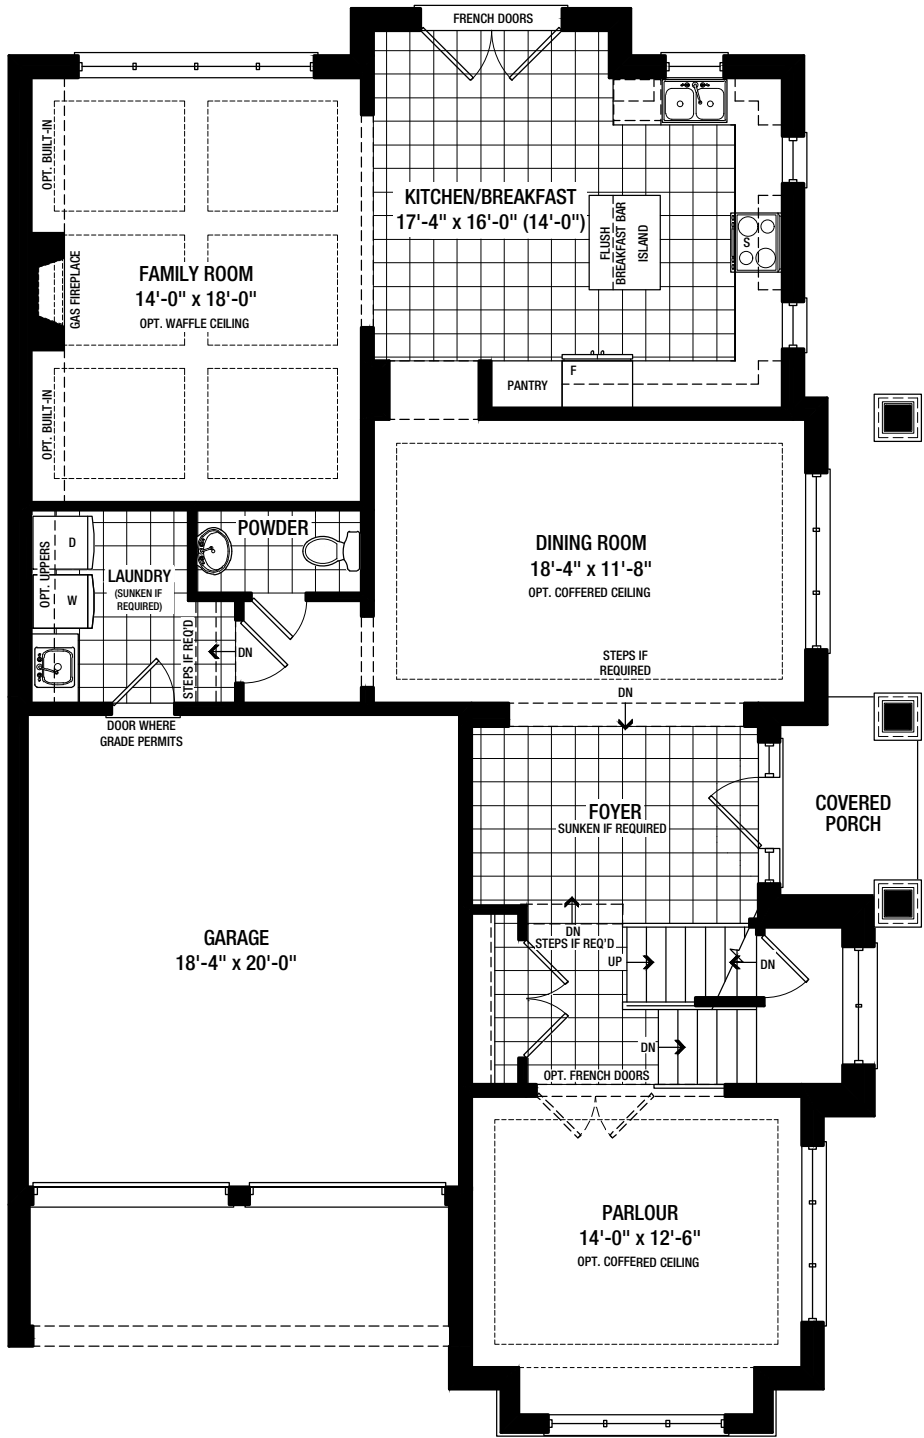 FRENCH DOORS
OPT. BUILT-IN
KITCHEN/BREAKFAST
17'-4" x 16'-0" (14'-0")
FLUSH
BREAKFAST BAR
ISLAND
S
GAS FIREPLACE
FAMILY ROOM
14'-0" x 18'-0"
OPT. WAFFLE CEILING
OPT. BUILT-IN
PANTRY
F
POWDER
D
OPT. UPPERS
W
LAUNDRY
(SUNKEN IF
REQUIRED)
STEPS IF REQ'D
DN
DINING ROOM
18'-4" x 11'-8"
OPT. COFFERED CEILING
STEPS IF
REQUIRED
DN
DOOR WHERE
GRADE PERMITS
FOYER
SUNKEN IF REQUIRED
COVERED
PORCH
GARAGE
18'-4" x 20'-0"
DN
STEPS IF REQ'D
UP
DN
DN
OPT. FRENCH DOORS
PARLOUR
14'-0" x 12'-6"
OPT. COFFERED CEILING